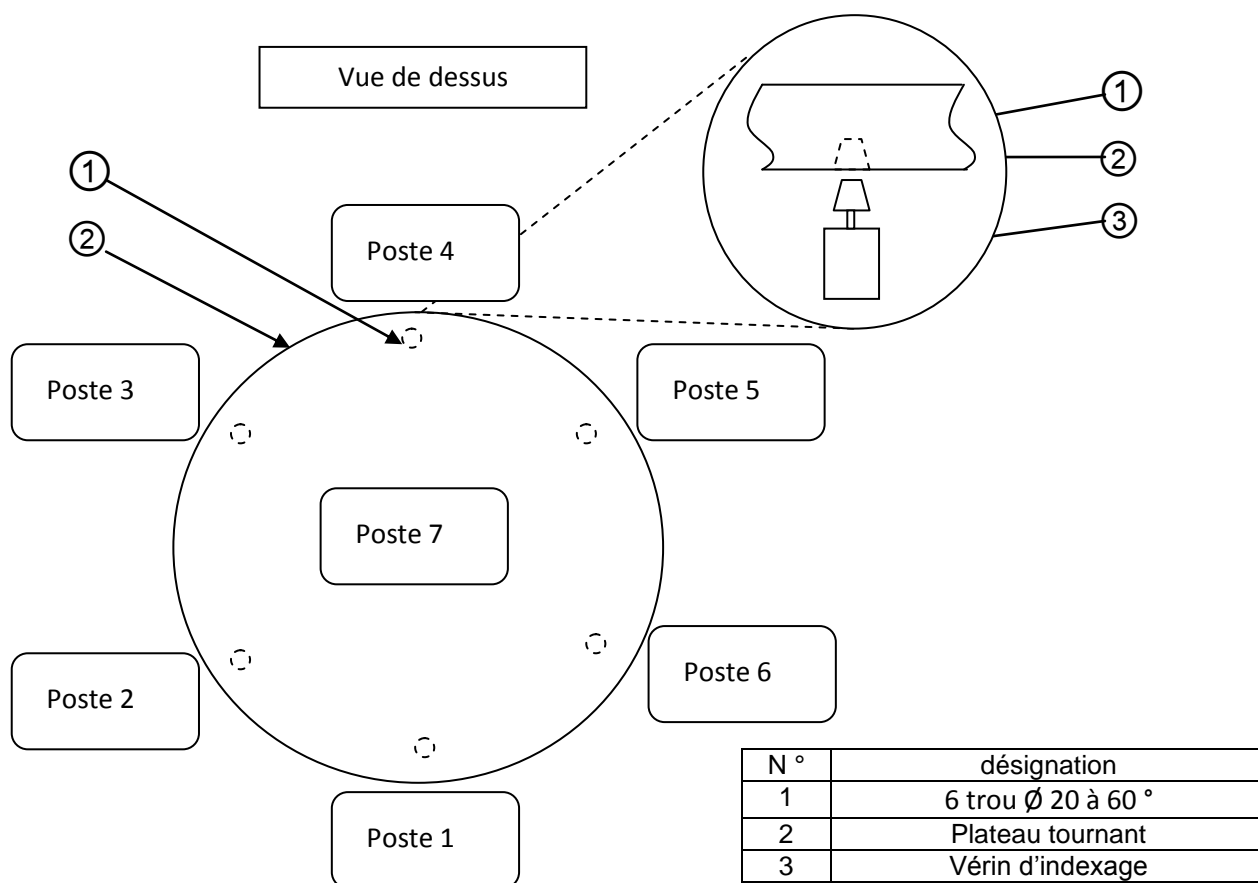 Vue de dessus
1
1
2
2
3
Poste 4
Poste 3
Poste 5
Poste 7
Poste 2
Poste 6
Poste 1
N ° désignation
1 6 trou Ø 20 à 60 °
2 Plateau tournant
3 Vérin d'indexage